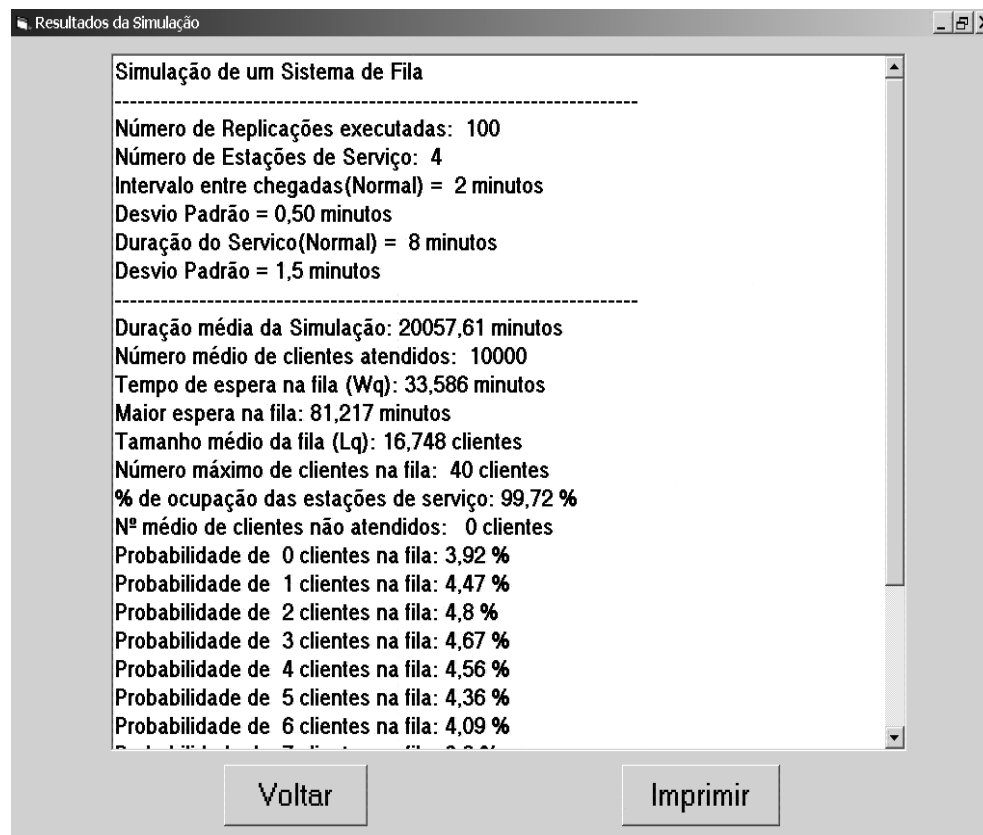 Resultados da Simulação
Simulação de um Sistema de Fila
--------------------------------------------------------------------
Número de Replicações executadas:  100
Número de Estações de Serviço:  4
Intervalo entre chegadas(Normal) =  2 minutos
Desvio Padrão = 0,50 minutos
Duração do Servico(Normal) =  8 minutos
Desvio Padrão = 1,5 minutos
--------------------------------------------------------------------
Duração média da Simulação: 20057,61 minutos
Número médio de clientes atendidos:  10000
Tempo de espera na fila (Wq): 33,586 minutos
Maior espera na fila: 81,217 minutos
Tamanho médio da fila (Lq): 16,748 clientes
Número máximo de clientes na fila:  40 clientes
% de ocupação das estações de serviço: 99,72 %
Nº médio de clientes não atendidos:   0 clientes
Probabilidade de  0 clientes na fila: 3,92 %
Probabilidade de  1 clientes na fila: 4,47 %
Probabilidade de  2 clientes na fila: 4,8 %
Probabilidade de  3 clientes na fila: 4,67 %
Probabilidade de  4 clientes na fila: 4,56 %
Probabilidade de  5 clientes na fila: 4,36 %
Probabilidade de  6 clientes na fila: 4,09 %
Voltar
Imprimir